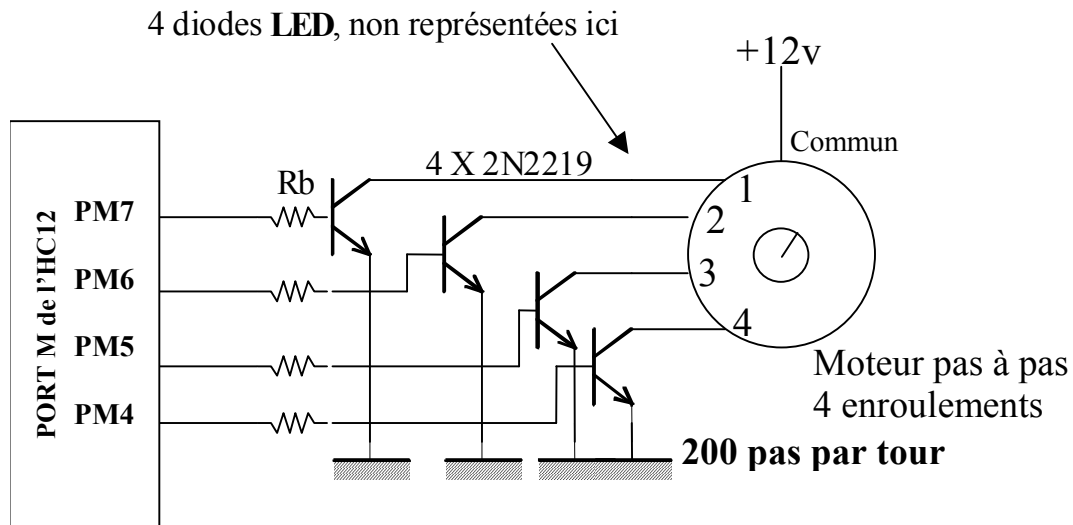 4 diodes LED, non représentées ici
+12v
Commun
4 X 2N2219
Rb
1
PM7
2
PM6
3
PM5
4
PM4
PORT M de l'HC12
Moteur pas à pas
4 enroulements
200 pas par tour